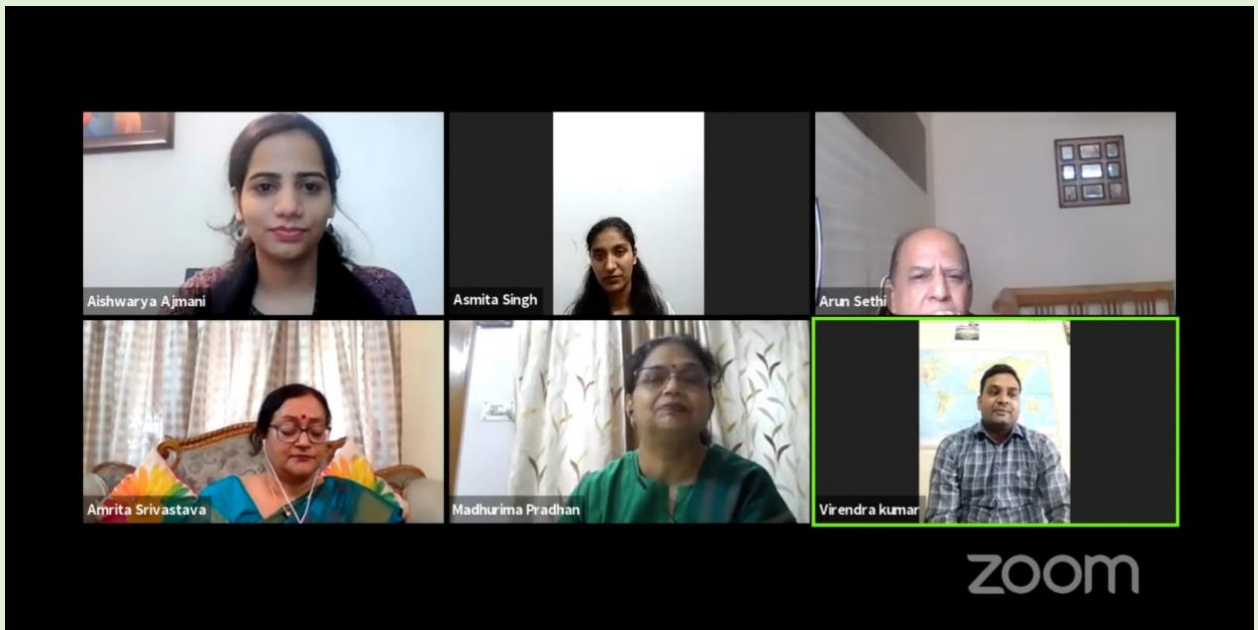 Aishwarya Ajmani
Asmita Singh
Arun Sethi
Amrita Srivastava
Madhurima Pradhan
Virendra kumar
zoom